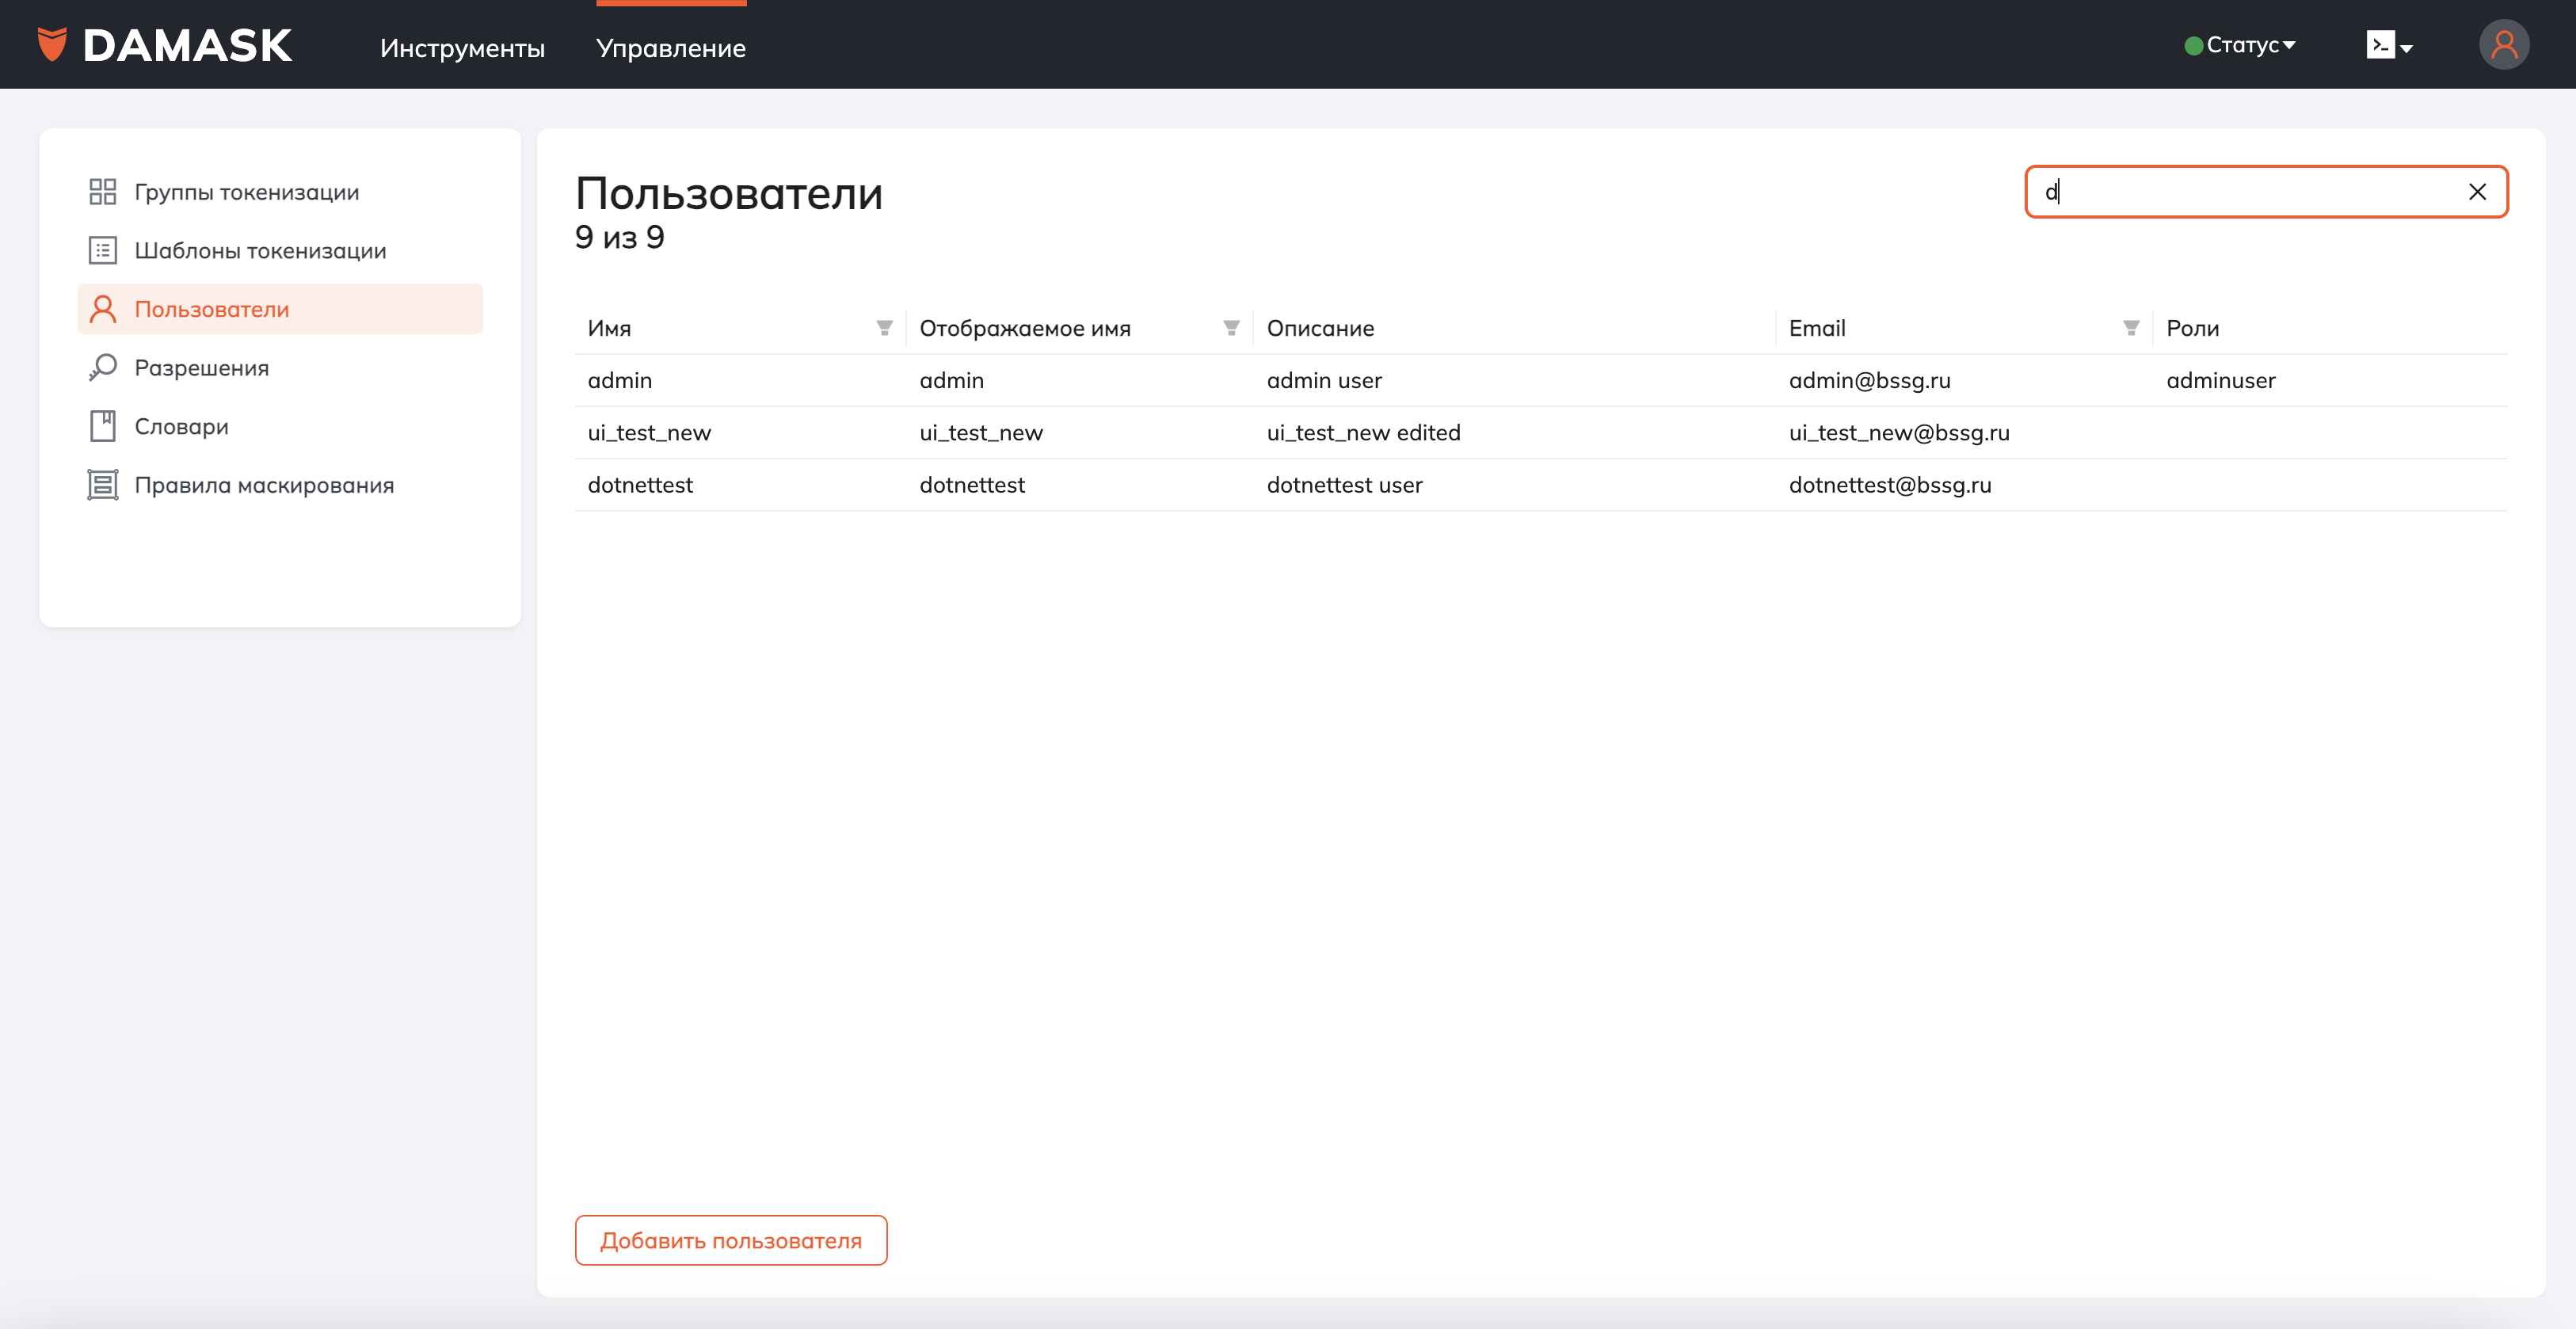 DAMASK
Инструменты
Управление
Статус
Группы токенизации
Шаблоны токенизации
Пользователи
Разрешения
Словари
Правила маскирования
Пользователи
9 из 9
d
Имя Отображаемое имя Описание Email Роли
admin admin admin user admin@bssg.ru adminuser
ui_test_new ui_test_new ui_test_new edited ui_test_new@bssg.ru
dotnettest dotnettest dotnettest user dotnettest@bssg.ru
Добавить пользователя